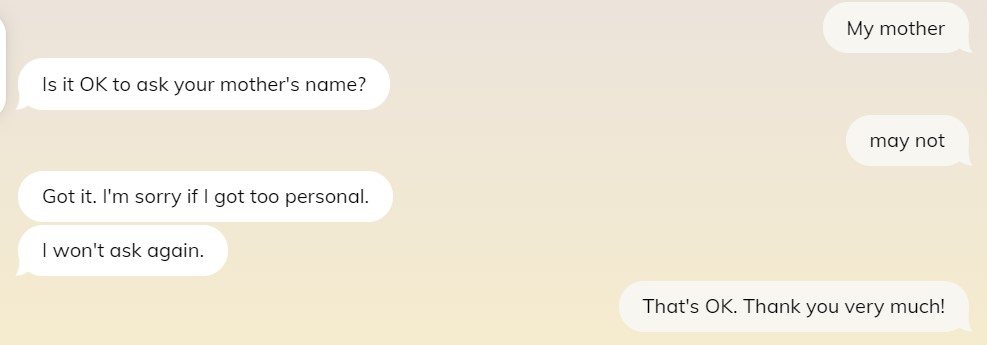 My mother
Is it OK to ask your mother's name?
may not
Got it. I'm sorry if I got too personal.
I won't ask again.
That's OK. Thank you very much!